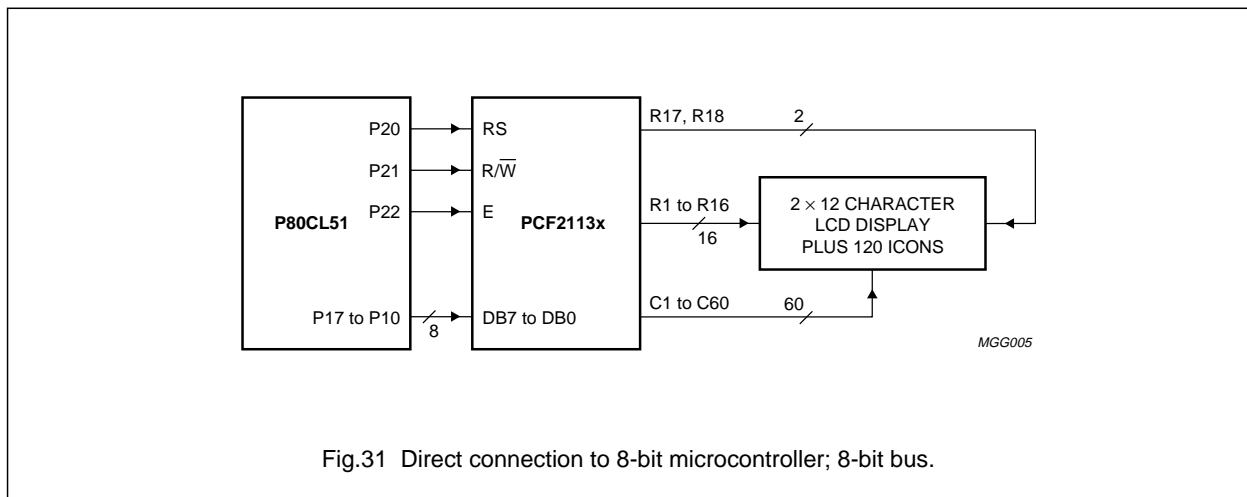 P80CL51
P20
P21
P22
P17 to P10
8
PCF2113x
RS
R/W̅
E
DB7 to DB0
R17, R18
2
R1 to R16
16
C1 to C60
60
2 × 12 CHARACTER
LCD DISPLAY
PLUS 120 ICONS
MGG005
Fig.31 Direct connection to 8-bit microcontroller; 8-bit bus.